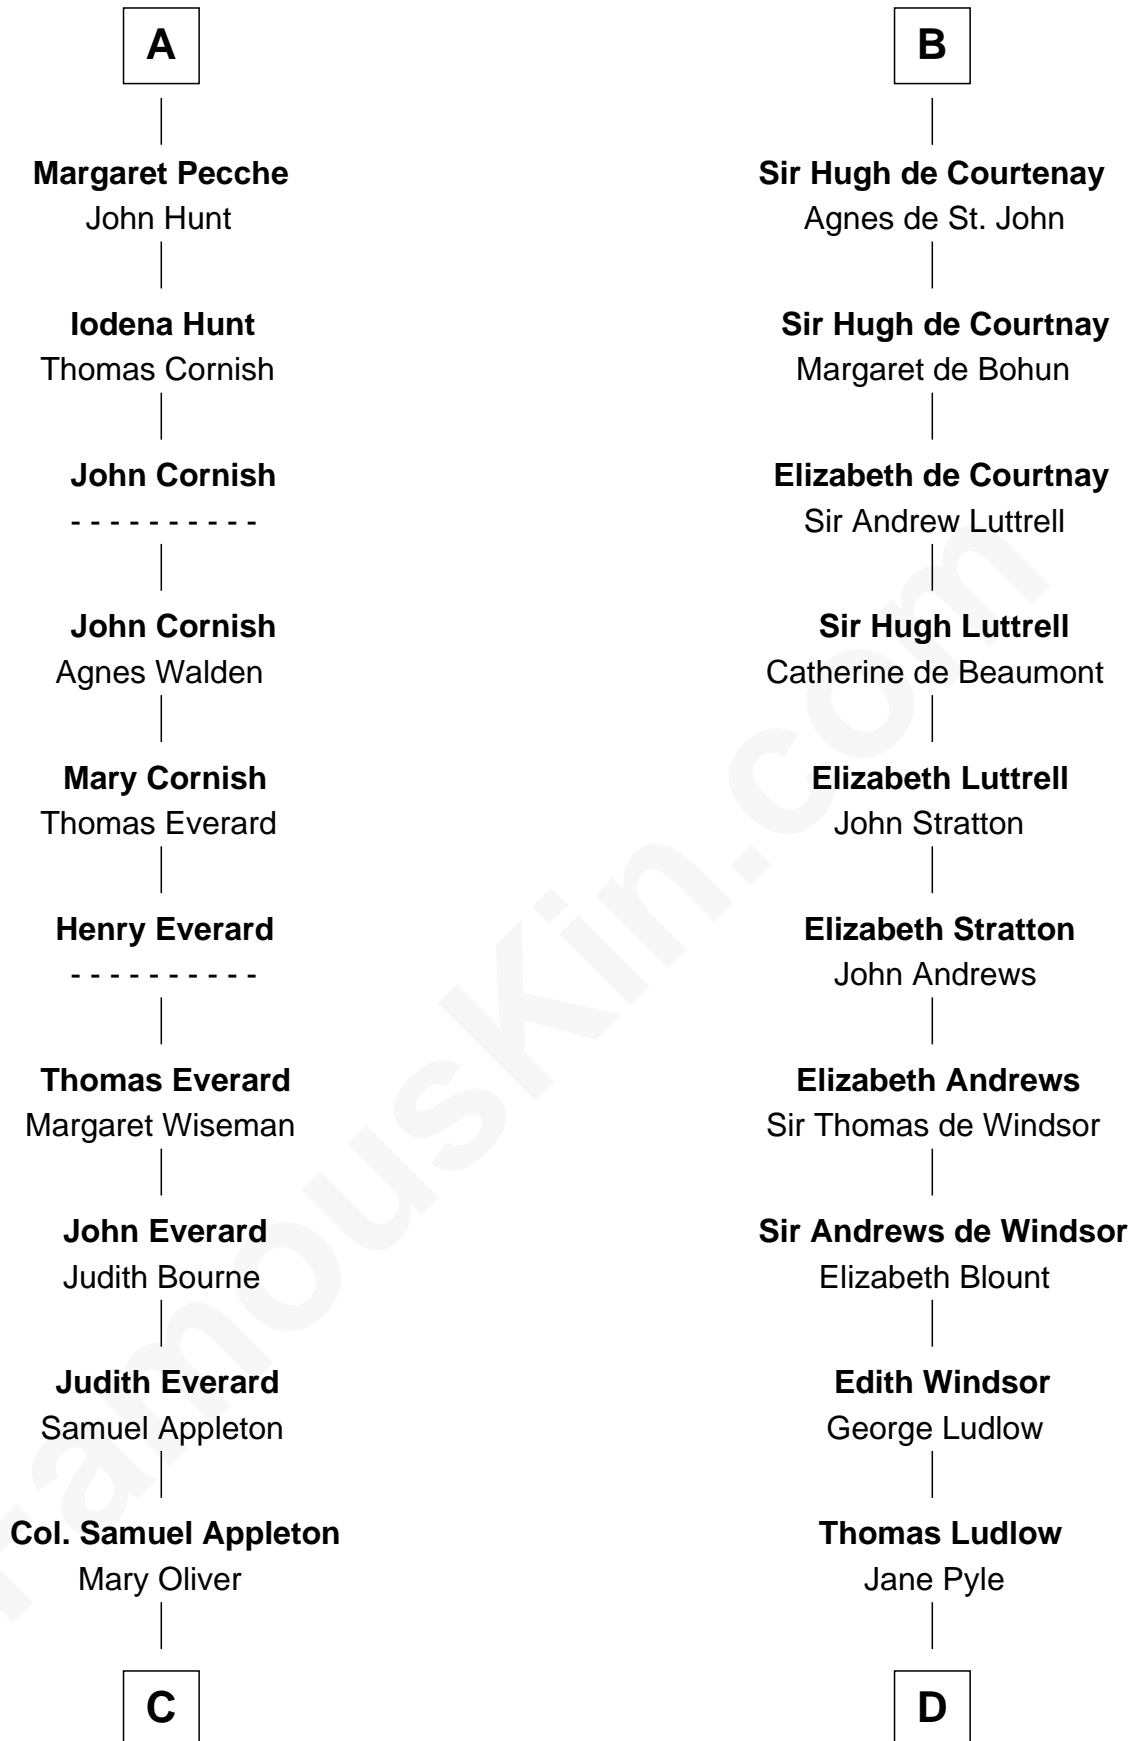 A
Margaret Pecche
John Hunt
Iodena Hunt
Thomas Cornish
John Cornish
- - - - - - - - - -
John Cornish
Agnes Walden
Mary Cornish
Thomas Everard
Henry Everard
- - - - - - - - - -
Thomas Everard
Margaret Wiseman
John Everard
Judith Bourne
Judith Everard
Samuel Appleton
Col. Samuel Appleton
Mary Oliver
C
B
Sir Hugh de Courtenay
Agnes de St. John
Sir Hugh de Courtnay
Margaret de Bohun
Elizabeth de Courtnay
Sir Andrew Luttrell
Sir Hugh Luttrell
Catherine de Beaumont
Elizabeth Luttrell
John Stratton
Elizabeth Stratton
John Andrews
Elizabeth Andrews
Sir Thomas de Windsor
Sir Andrews de Windsor
Elizabeth Blount
Edith Windsor
George Ludlow
Thomas Ludlow
Jane Pyle
D
FamousKin.com